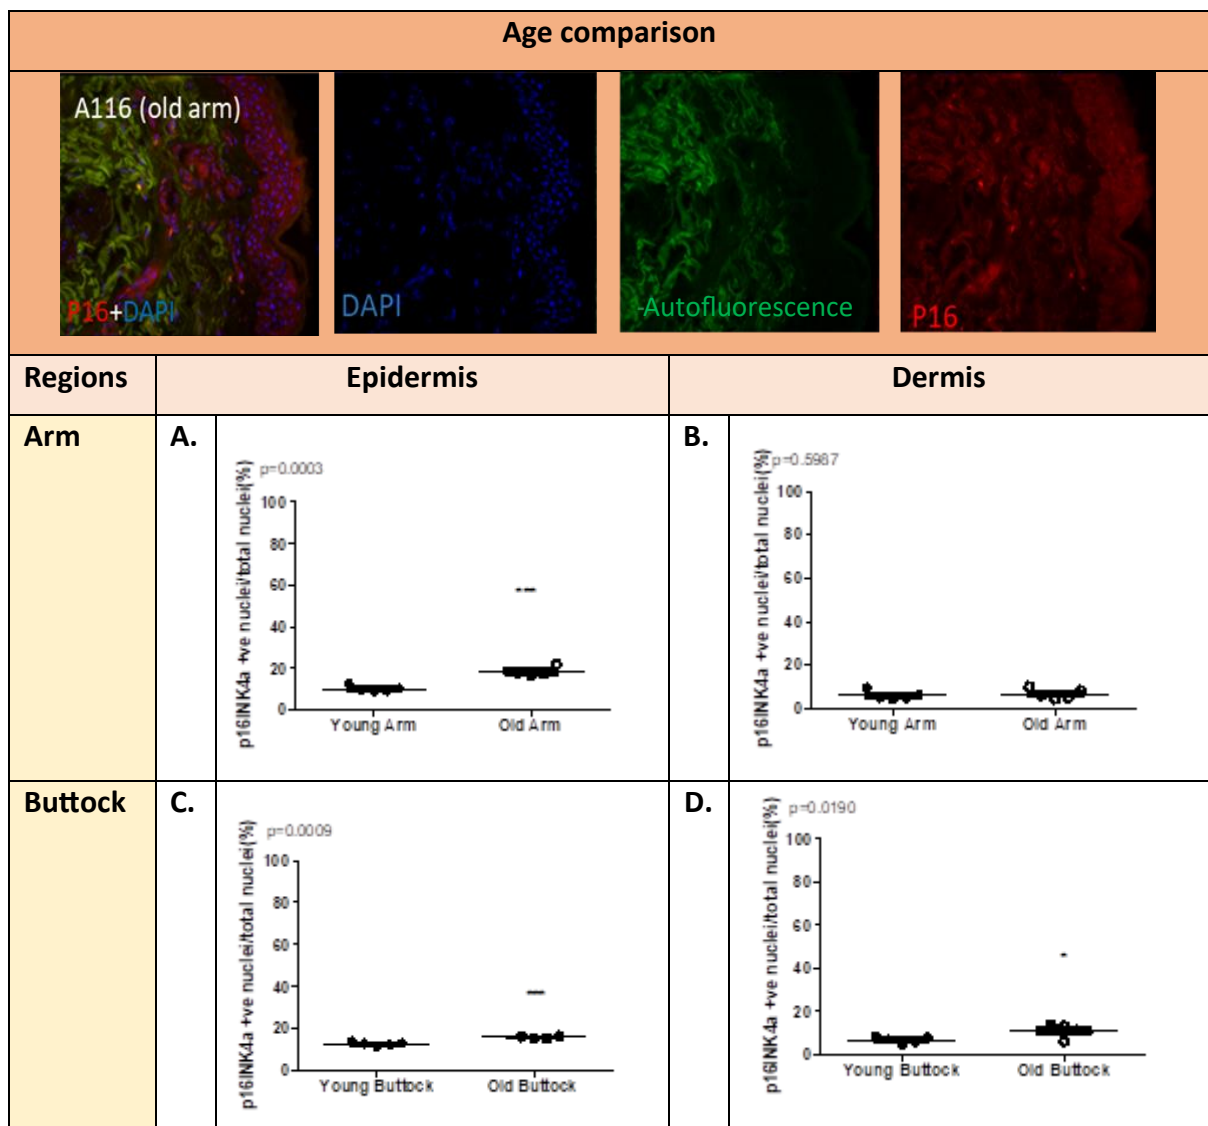 Age comparison
A116 (old arm)
P16+DAPI
DAPI
-Autofluorescence
P16
Regions
Epidermis
Dermis
Arm
A.
p=0.0003
p16INK4a +ve nuclei/total nuclei(%)
100
80
60
40
20
0
Young Arm
Old Arm
B.
p=0.5987
p16INK4a +ve nuclei/total nuclei(%)
100
80
60
40
20
0
Young Arm
Old Arm
Buttock
C.
p=0.0009
p16INK4a +ve nuclei/total nuclei(%)
100
80
60
40
20
0
Young Buttock
Old Buttock
D.
p=0.0190
p16INK4a +ve nuclei/total nuclei(%)
100
80
60
40
20
0
Young Buttock
Old Buttock